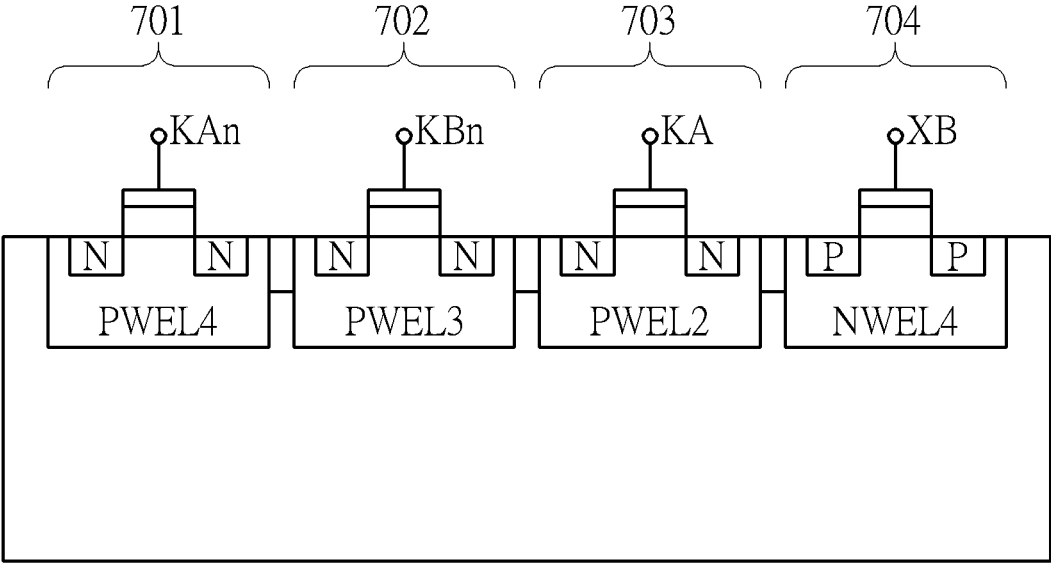 701 702 703 704
KAn KBn KA XB
N N N N N N P P
PWEL4 PWEL3 PWEL2 NWEL4